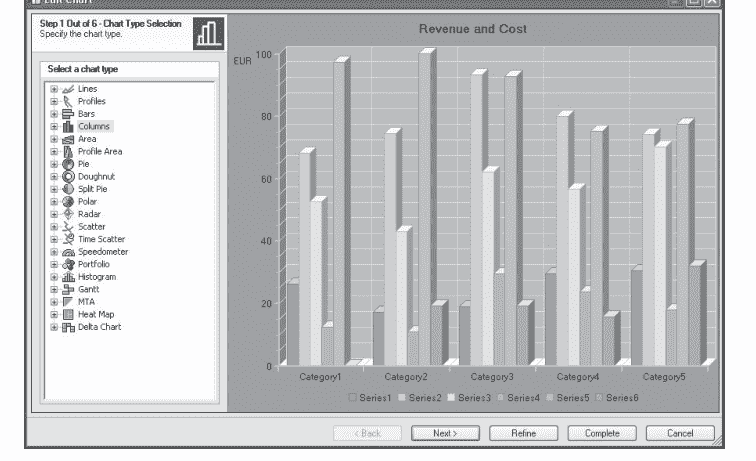 Edit Chart
Step 1 Out of 6 - Chart Type Selection
Specify the chart type.
Select a chart type
Lines
Profiles
Bars
Columns
Area
Profile Area
Pie
Doughnut
Split Pie
Polar
Radar
Scatter
Time Scatter
Speedometer
Portfolio
Histogram
Gantt
MTA
Heat Map
Delta Chart
Revenue and Cost
EUR
100
80
60
40
20
0
Category1 Category2 Category3 Category4 Category5
Series1 Series2 Series3 Series4 Series5 Series6
< Back Next > Refine Complete Cancel